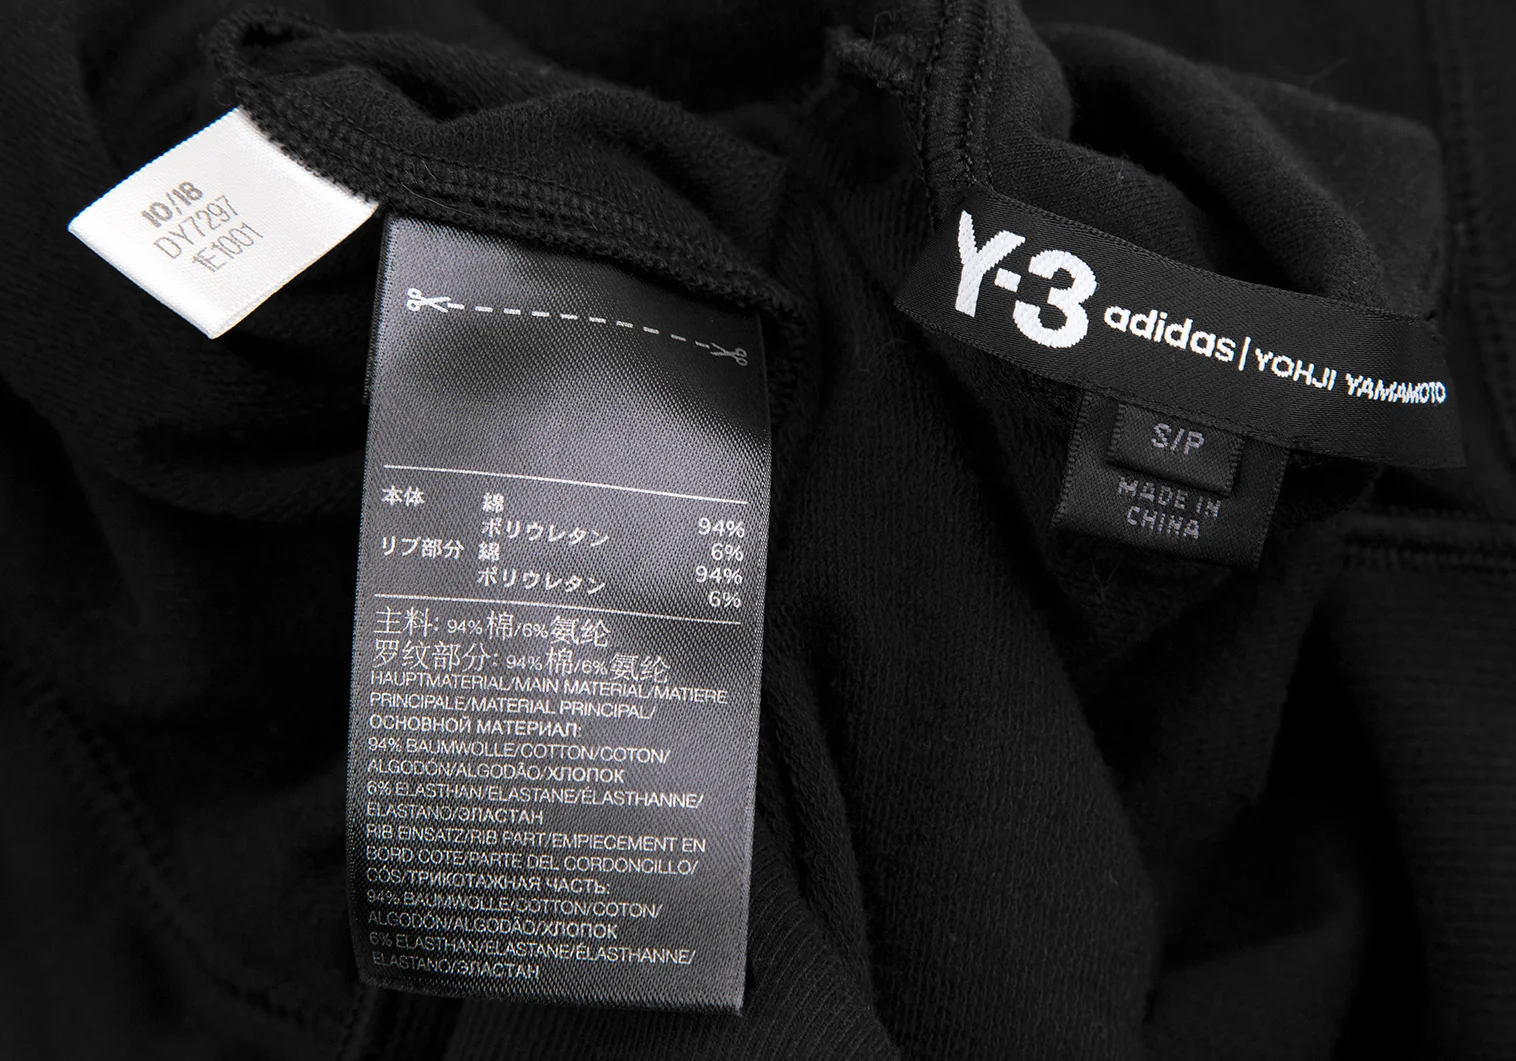 10/18
DY7297
1E1001
本体 綿 94%
ポリウレタン 6%
リブ部分 綿 94%
ポリウレタン 6%
主料: 94%棉/6%氨纶
罗纹部分: 94%棉/6%氨纶
HAUPTMATERIAL/MAIN MATERIAL/MATIERE
PRINCIPALE/MATERIAL PRINCIPAL/
ОСНОВНОЙ МАТЕРИАЛ:
94% BAUMWOLLE/COTTON/COTON/
ALGODÓN/ALGODÃO/ХЛОПОК
6% ELASTHAN/ELASTANE/ÉLASTHANNE/
ELASTANO/ЭЛАСТАН
RIB EINSATZ/RIB PART/EMPIECEMENT EN
BORD COTE/PARTE DEL CORDONCILLO/
CÓS/ТРИКОТАЖНАЯ ЧАСТЬ:
94% BAUMWOLLE/COTTON/COTON/
ALGODÓN/ALGODÃO/ХЛОПОК
6% ELASTHAN/ELASTANE/ÉLASTHANNE/
ELASTANO/ЭЛАСТАН
Y-3 adidas | YOHJI YAMAMOTO
S/P
MADE IN
CHINA